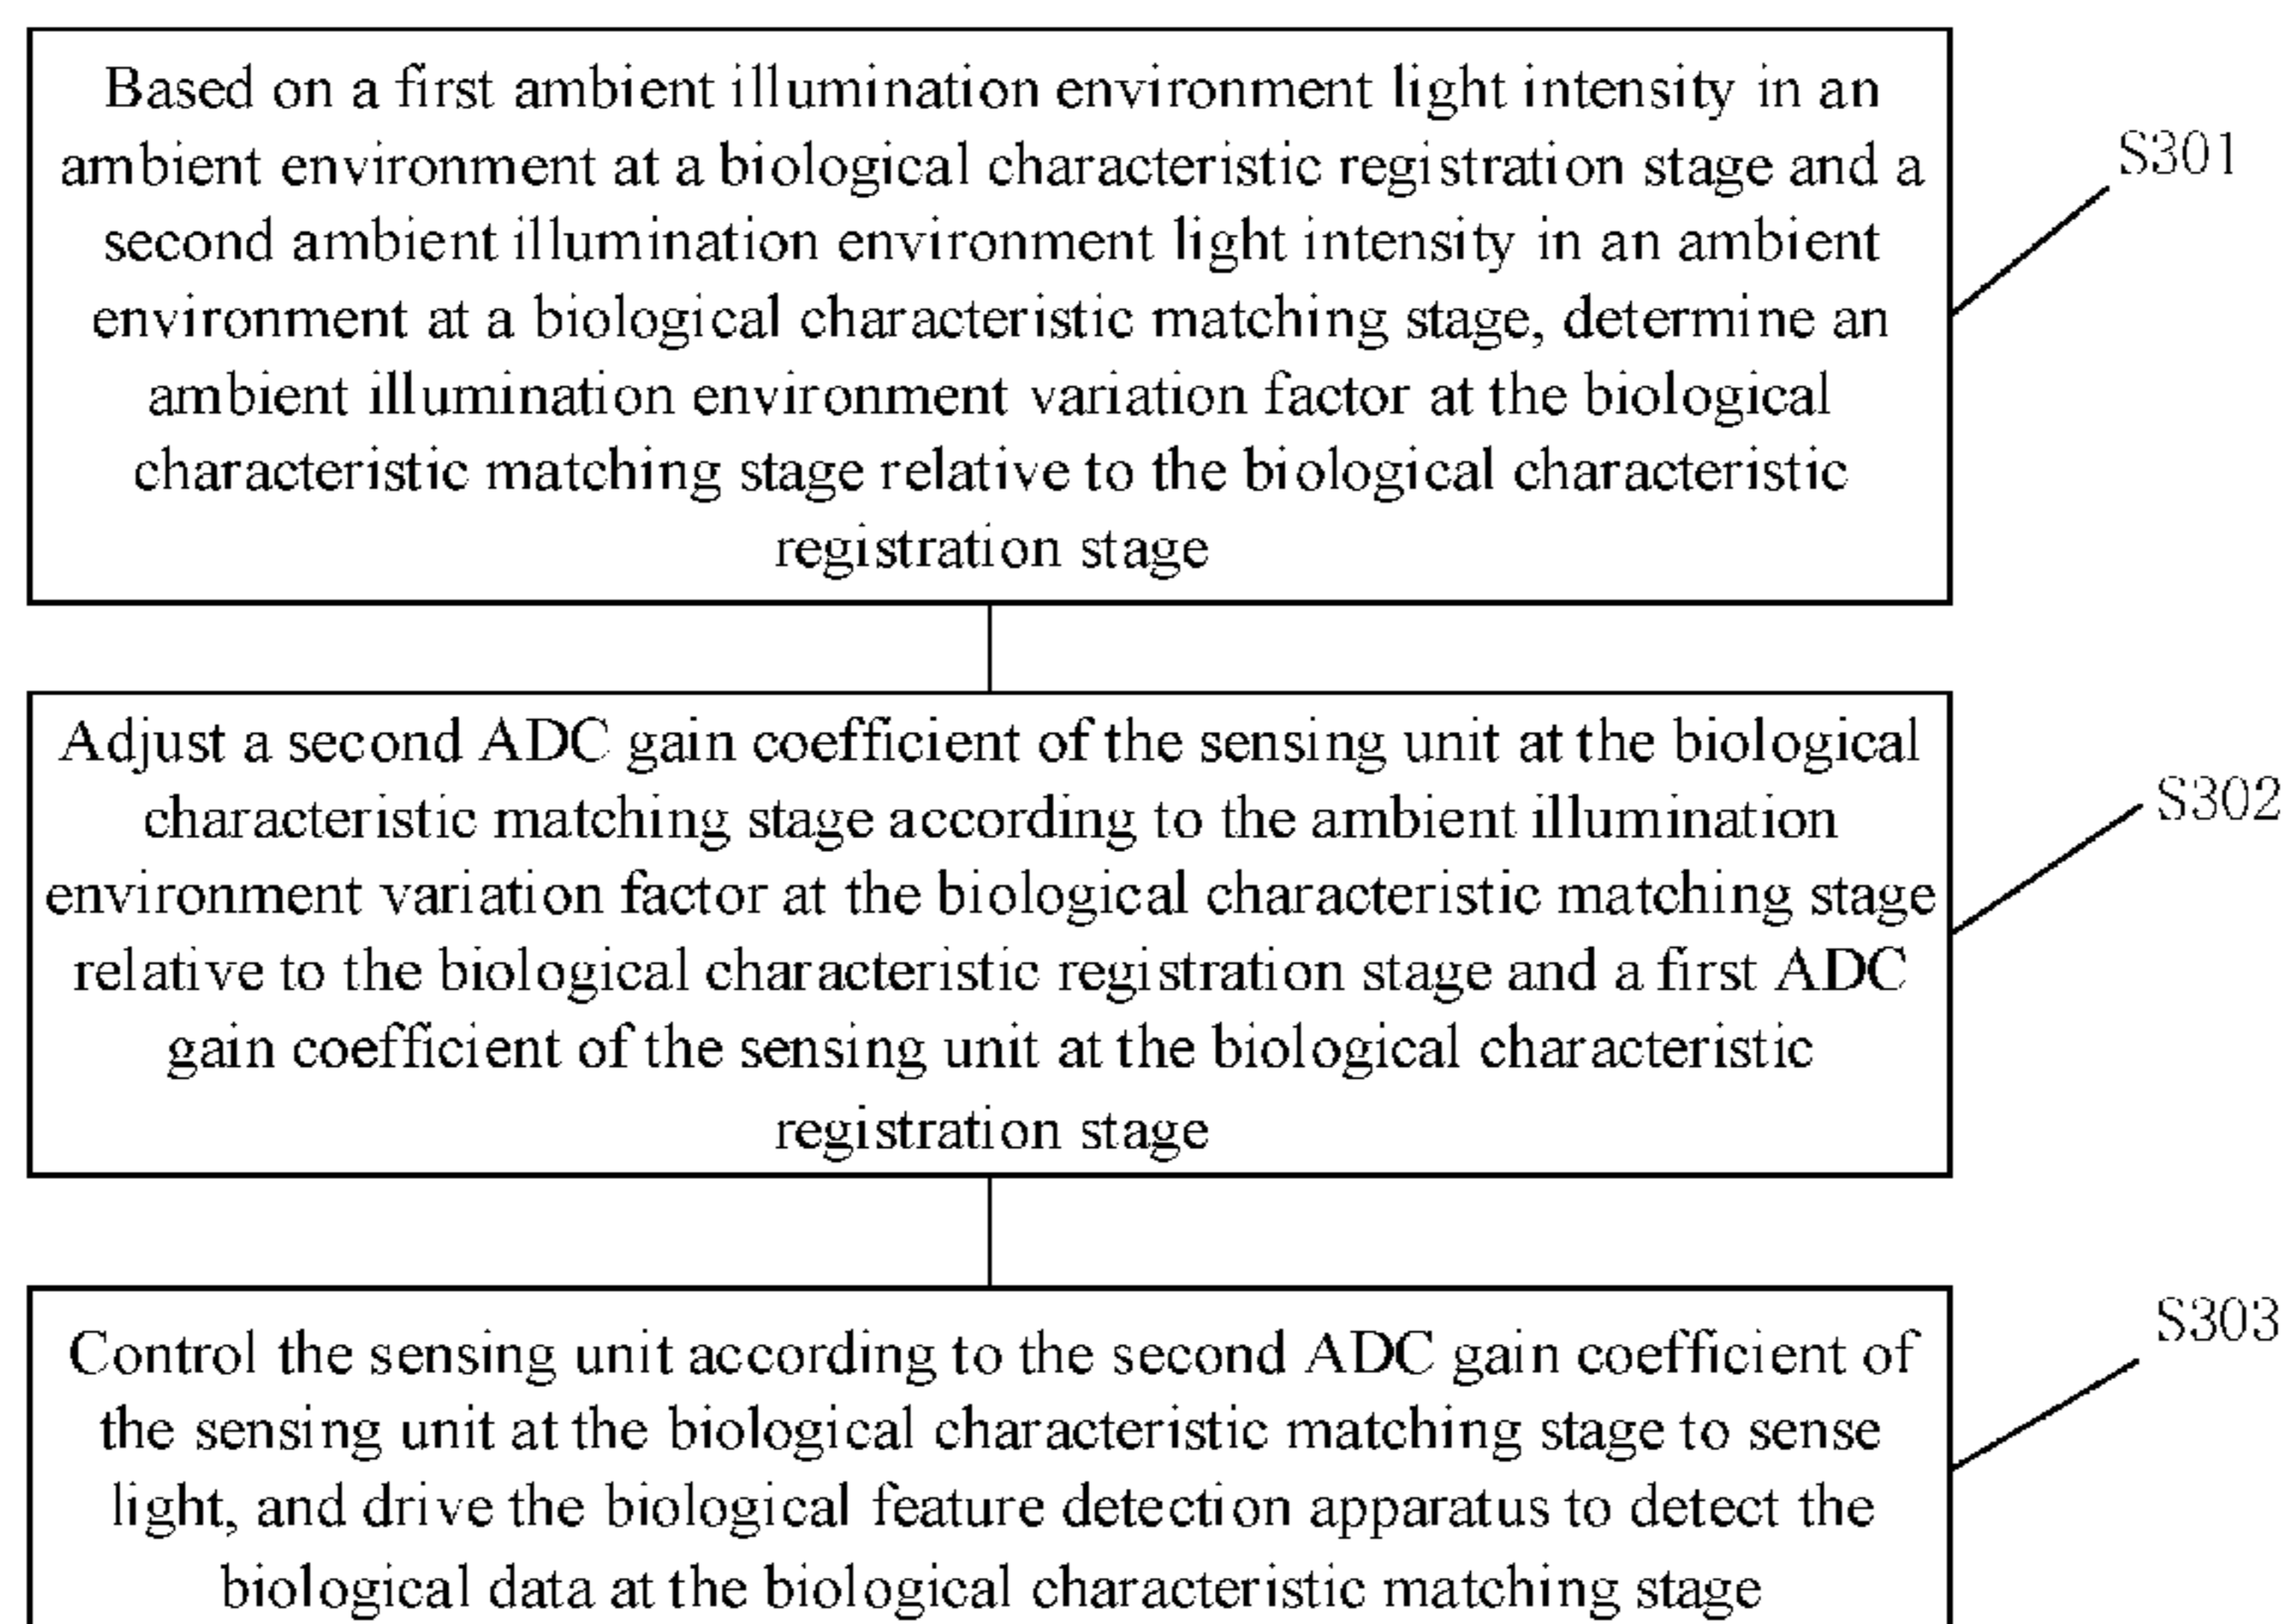 Based on a first ambient illumination environment light intensity in an
ambient environment at a biological characteristic registration stage and a
second ambient illumination environment light intensity in an ambient
environment at a biological characteristic matching stage, determine an
ambient illumination environment variation factor at the biological
characteristic matching stage relative to the biological characteristic
registration stage
S301
Adjust a second ADC gain coefficient of the sensing unit at the biological
characteristic matching stage according to the ambient illumination
environment variation factor at the biological characteristic matching stage
relative to the biological characteristic registration stage and a first ADC
gain coefficient of the sensing unit at the biological characteristic
registration stage
S302
Control the sensing unit according to the second ADC gain coefficient of
the sensing unit at the biological characteristic matching stage to sense
light, and drive the biological feature detection apparatus to detect the
biological data at the biological characteristic matching stage
S303